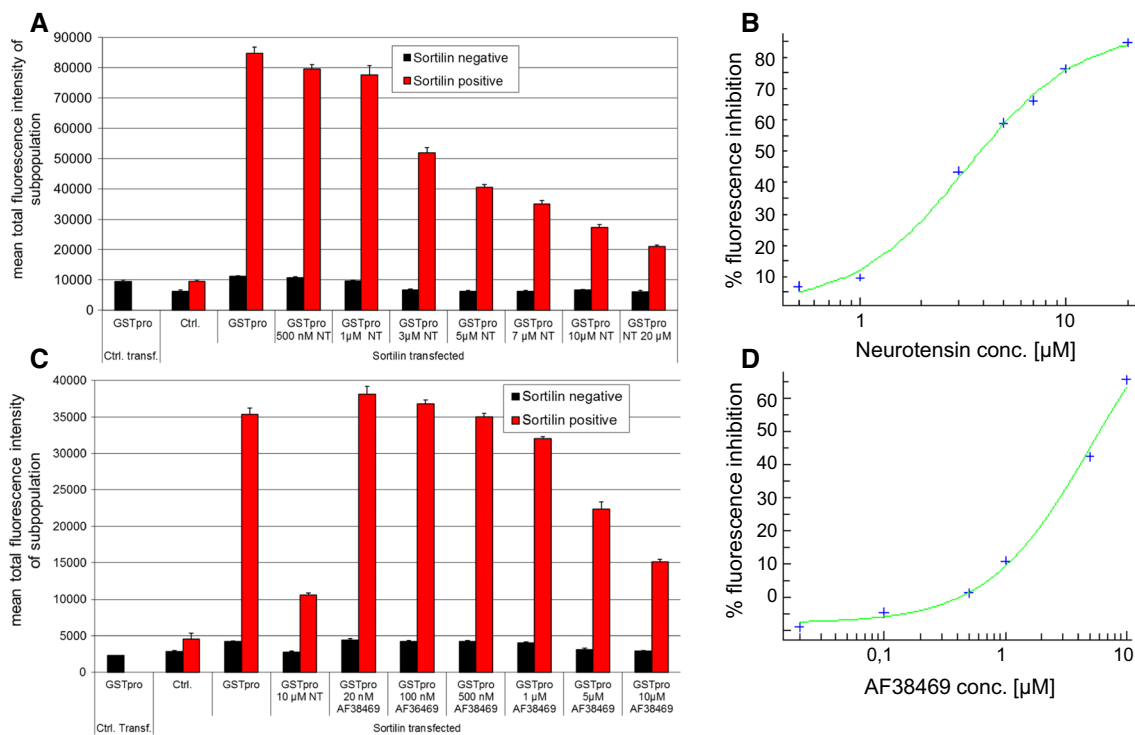 A
mean total fluorescence intensity of
subpopulation
90000
80000
70000
60000
50000
40000
30000
20000
10000
0
Sortilin negative
Sortilin positive
GSTpro Ctrl. GSTpro GSTpro GSTpro GSTpro GSTpro GSTpro GSTpro GSTpro
500 nM NT 1µM NT 3µM NT 5µM NT 7 µM NT 10µM NT NT 20 µM
Ctrl. transf. Sortilin transfected
B
% fluorescence inhibition
80
70
60
50
40
30
20
10
1 10
Neurotensin conc. [µM]
C
mean total fluorescence intensity
of subpopulation
40000
35000
30000
25000
20000
15000
10000
5000
0
Sortilin negative
Sortilin positive
GSTpro Ctrl. GSTpro GSTpro GSTpro GSTpro GSTpro GSTpro GSTpro GSTpro
10 µM NT 20 nM 100 nM 500 nM 1 µM 5µM 10µM
AF38469 AF36469 AF38469 AF38469 AF38469 AF38469
Ctrl. Transf. Sortilin transfected
D
% fluorescence inhibition
60
50
40
30
20
10
0
0,1 1 10
AF38469 conc. [µM]